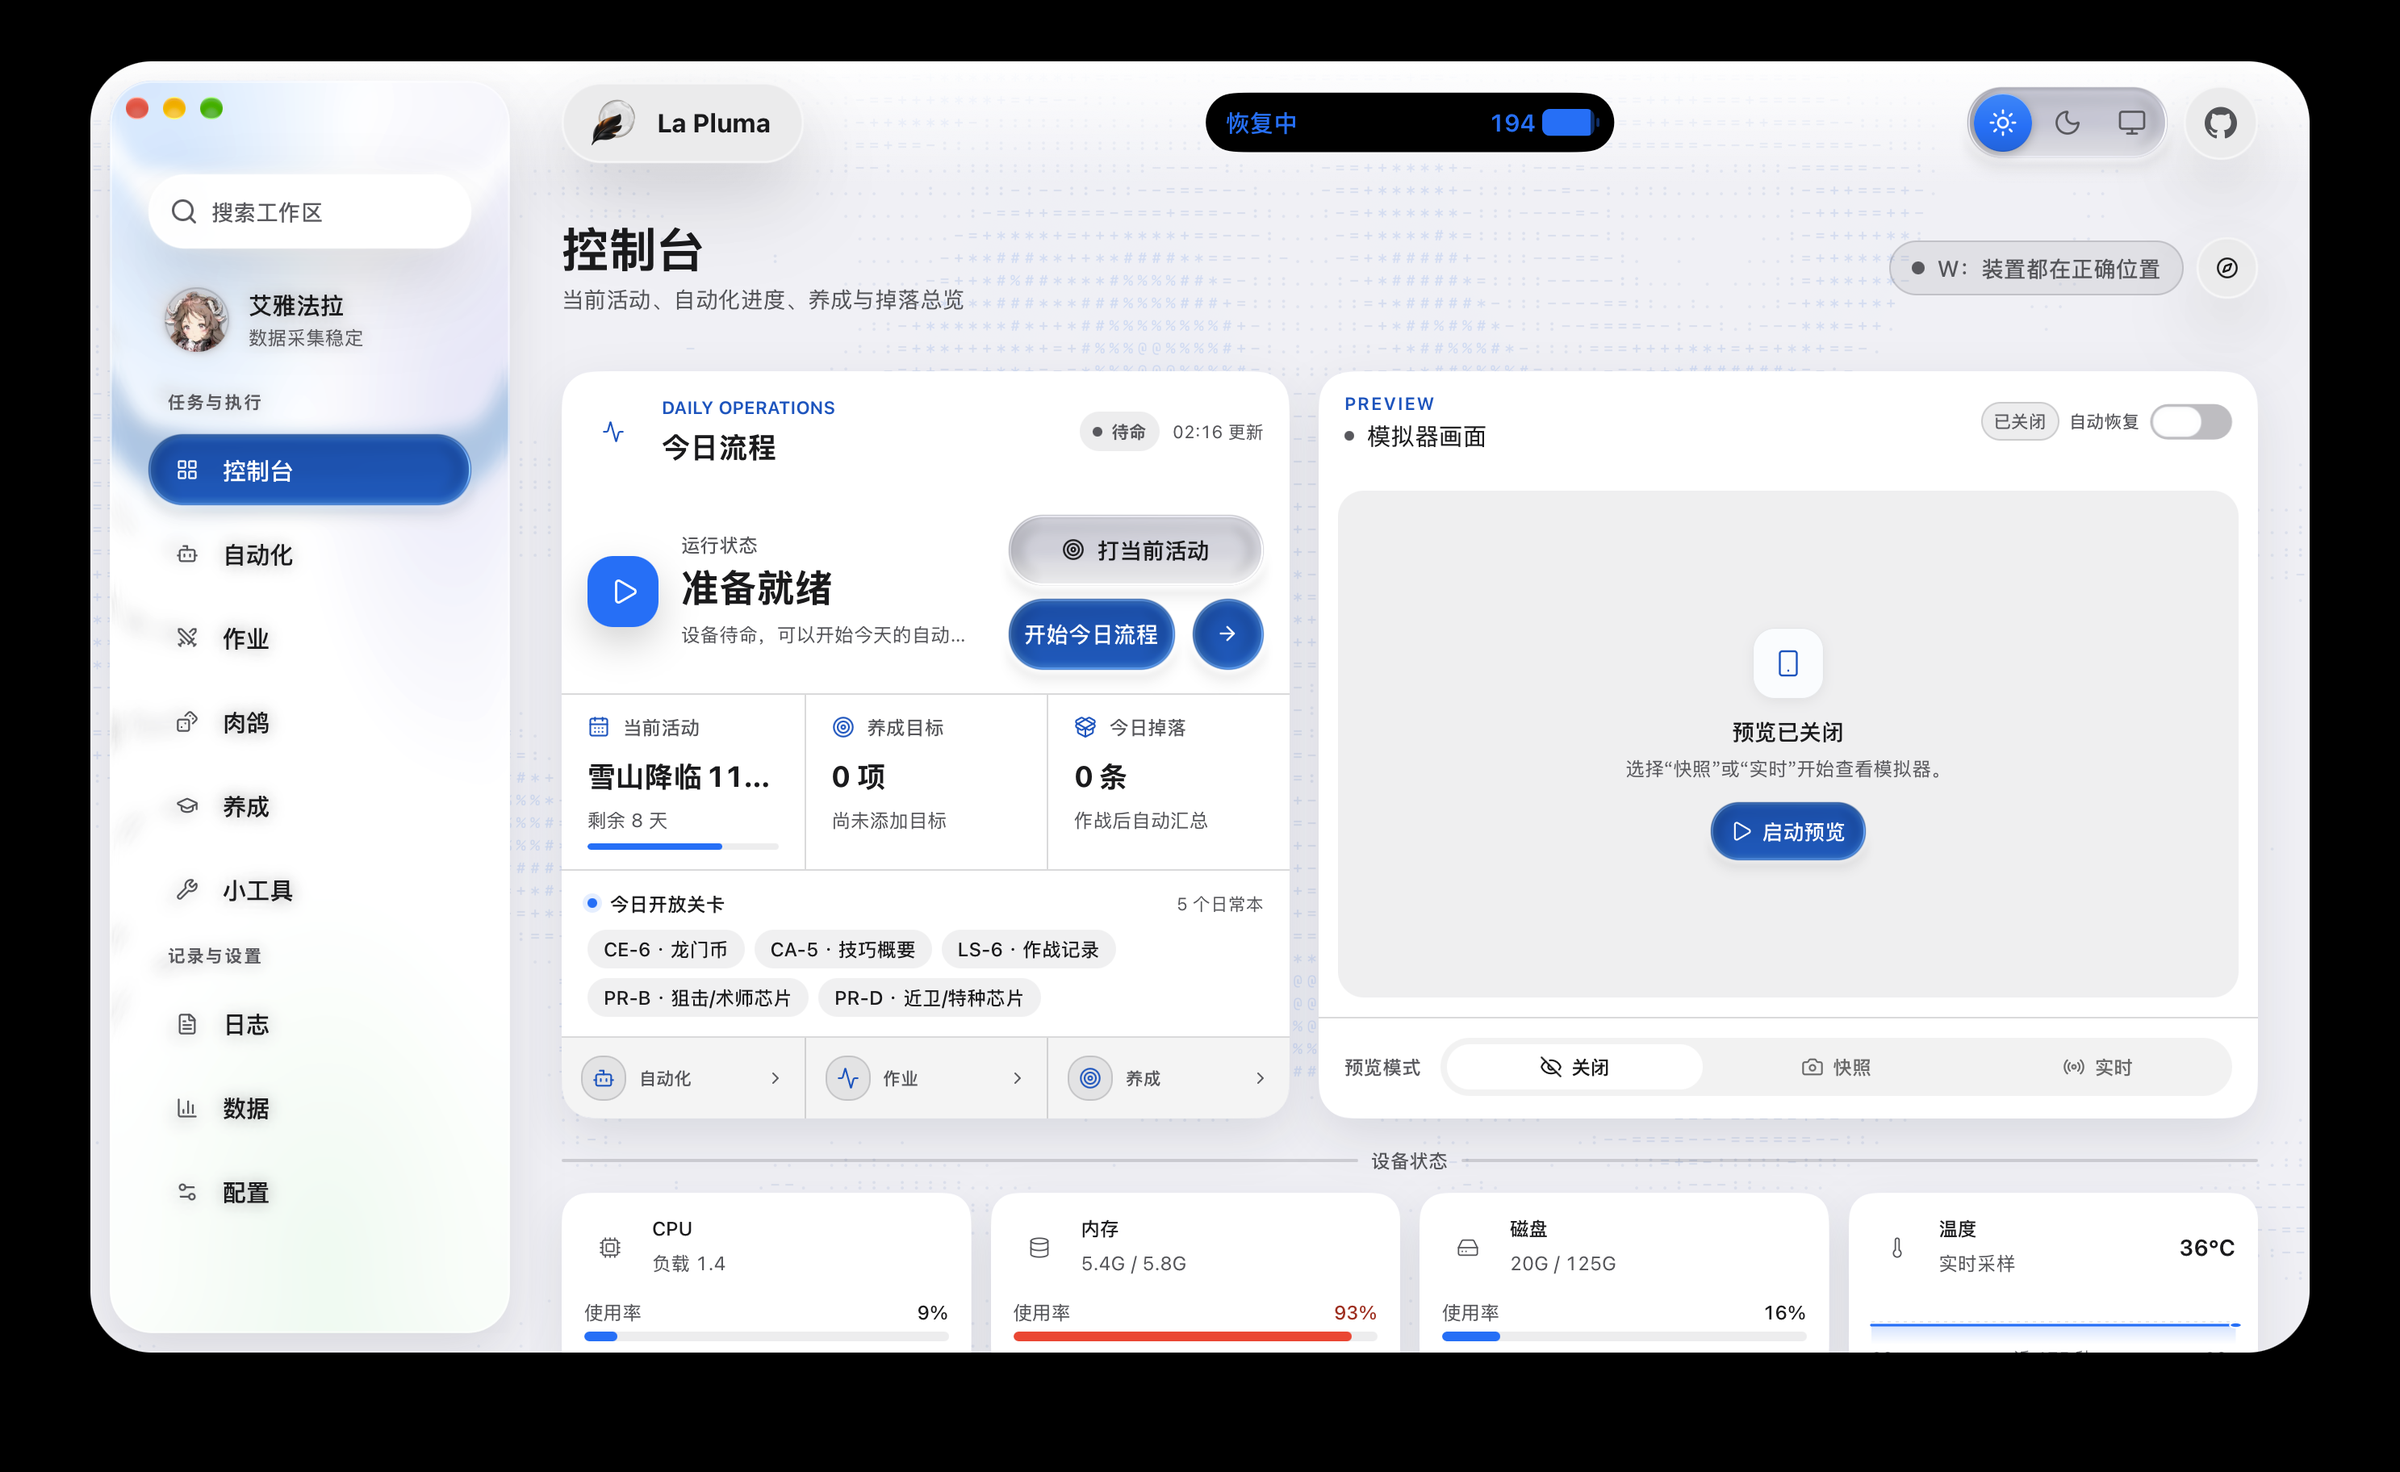 La Pluma
恢复中
194
搜索工作区
艾雅法拉
数据采集稳定
任务与执行
控制台
自动化
作业
肉鸽
养成
小工具
记录与设置
日志
数据
配置
控制台
当前活动、自动化进度、养成与掉落总览
W: 装置都在正确位置
DAILY OPERATIONS
今日流程
待命
02:16 更新
运行状态
准备就绪
设备待命，可以开始今天的自动...
打当前活动
开始今日流程
当前活动
雪山降临 11...
剩余 8 天
养成目标
0 项
尚未添加目标
今日掉落
0 条
作战后自动汇总
今日开放关卡
5 个日常本
CE-6 · 龙门币
CA-5 · 技巧概要
LS-6 · 作战记录
PR-B · 狙击/术师芯片
PR-D · 近卫/特种芯片
自动化
作业
养成
PREVIEW
模拟器画面
已关闭
自动恢复
预览已关闭
选择“快照”或“实时”开始查看模拟器。
启动预览
预览模式
关闭
快照
实时
设备状态
CPU
负载 1.4
使用率
9%
内存
5.4G / 5.8G
使用率
93%
磁盘
20G / 125G
使用率
16%
温度
实时采样
36°C